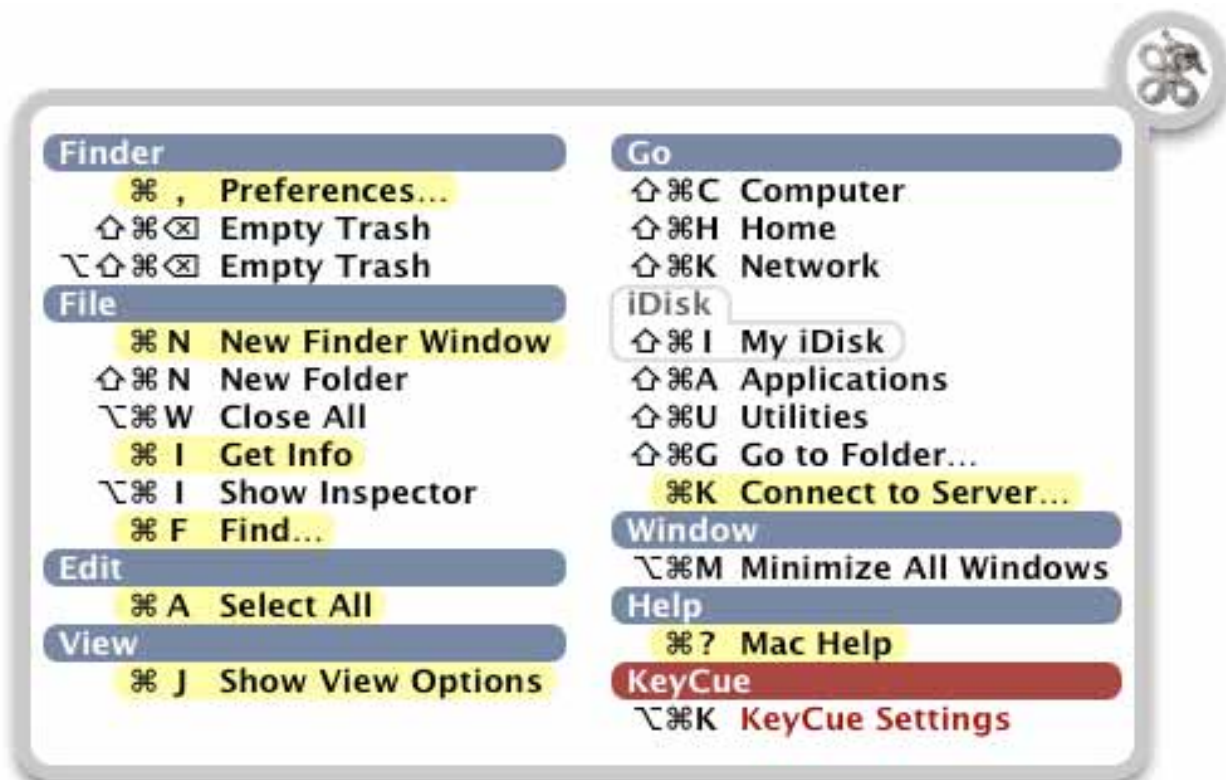 Finder
⌘ , Preferences...
⇧⌘⌫ Empty Trash
⌥⇧⌘⌫ Empty Trash
File
⌘ N New Finder Window
⇧⌘ N New Folder
⌥⌘ W Close All
⌘ I Get Info
⌥⌘ I Show Inspector
⌘ F Find...
Edit
⌘ A Select All
View
⌘ J Show View Options
Go
⇧⌘C Computer
⇧⌘H Home
⇧⌘K Network
iDisk
⇧⌘ I My iDisk
⇧⌘A Applications
⇧⌘U Utilities
⇧⌘G Go to Folder...
⌘K Connect to Server...
Window
⌥⌘M Minimize All Windows
Help
⌘? Mac Help
KeyCue
⌥⌘K KeyCue Settings